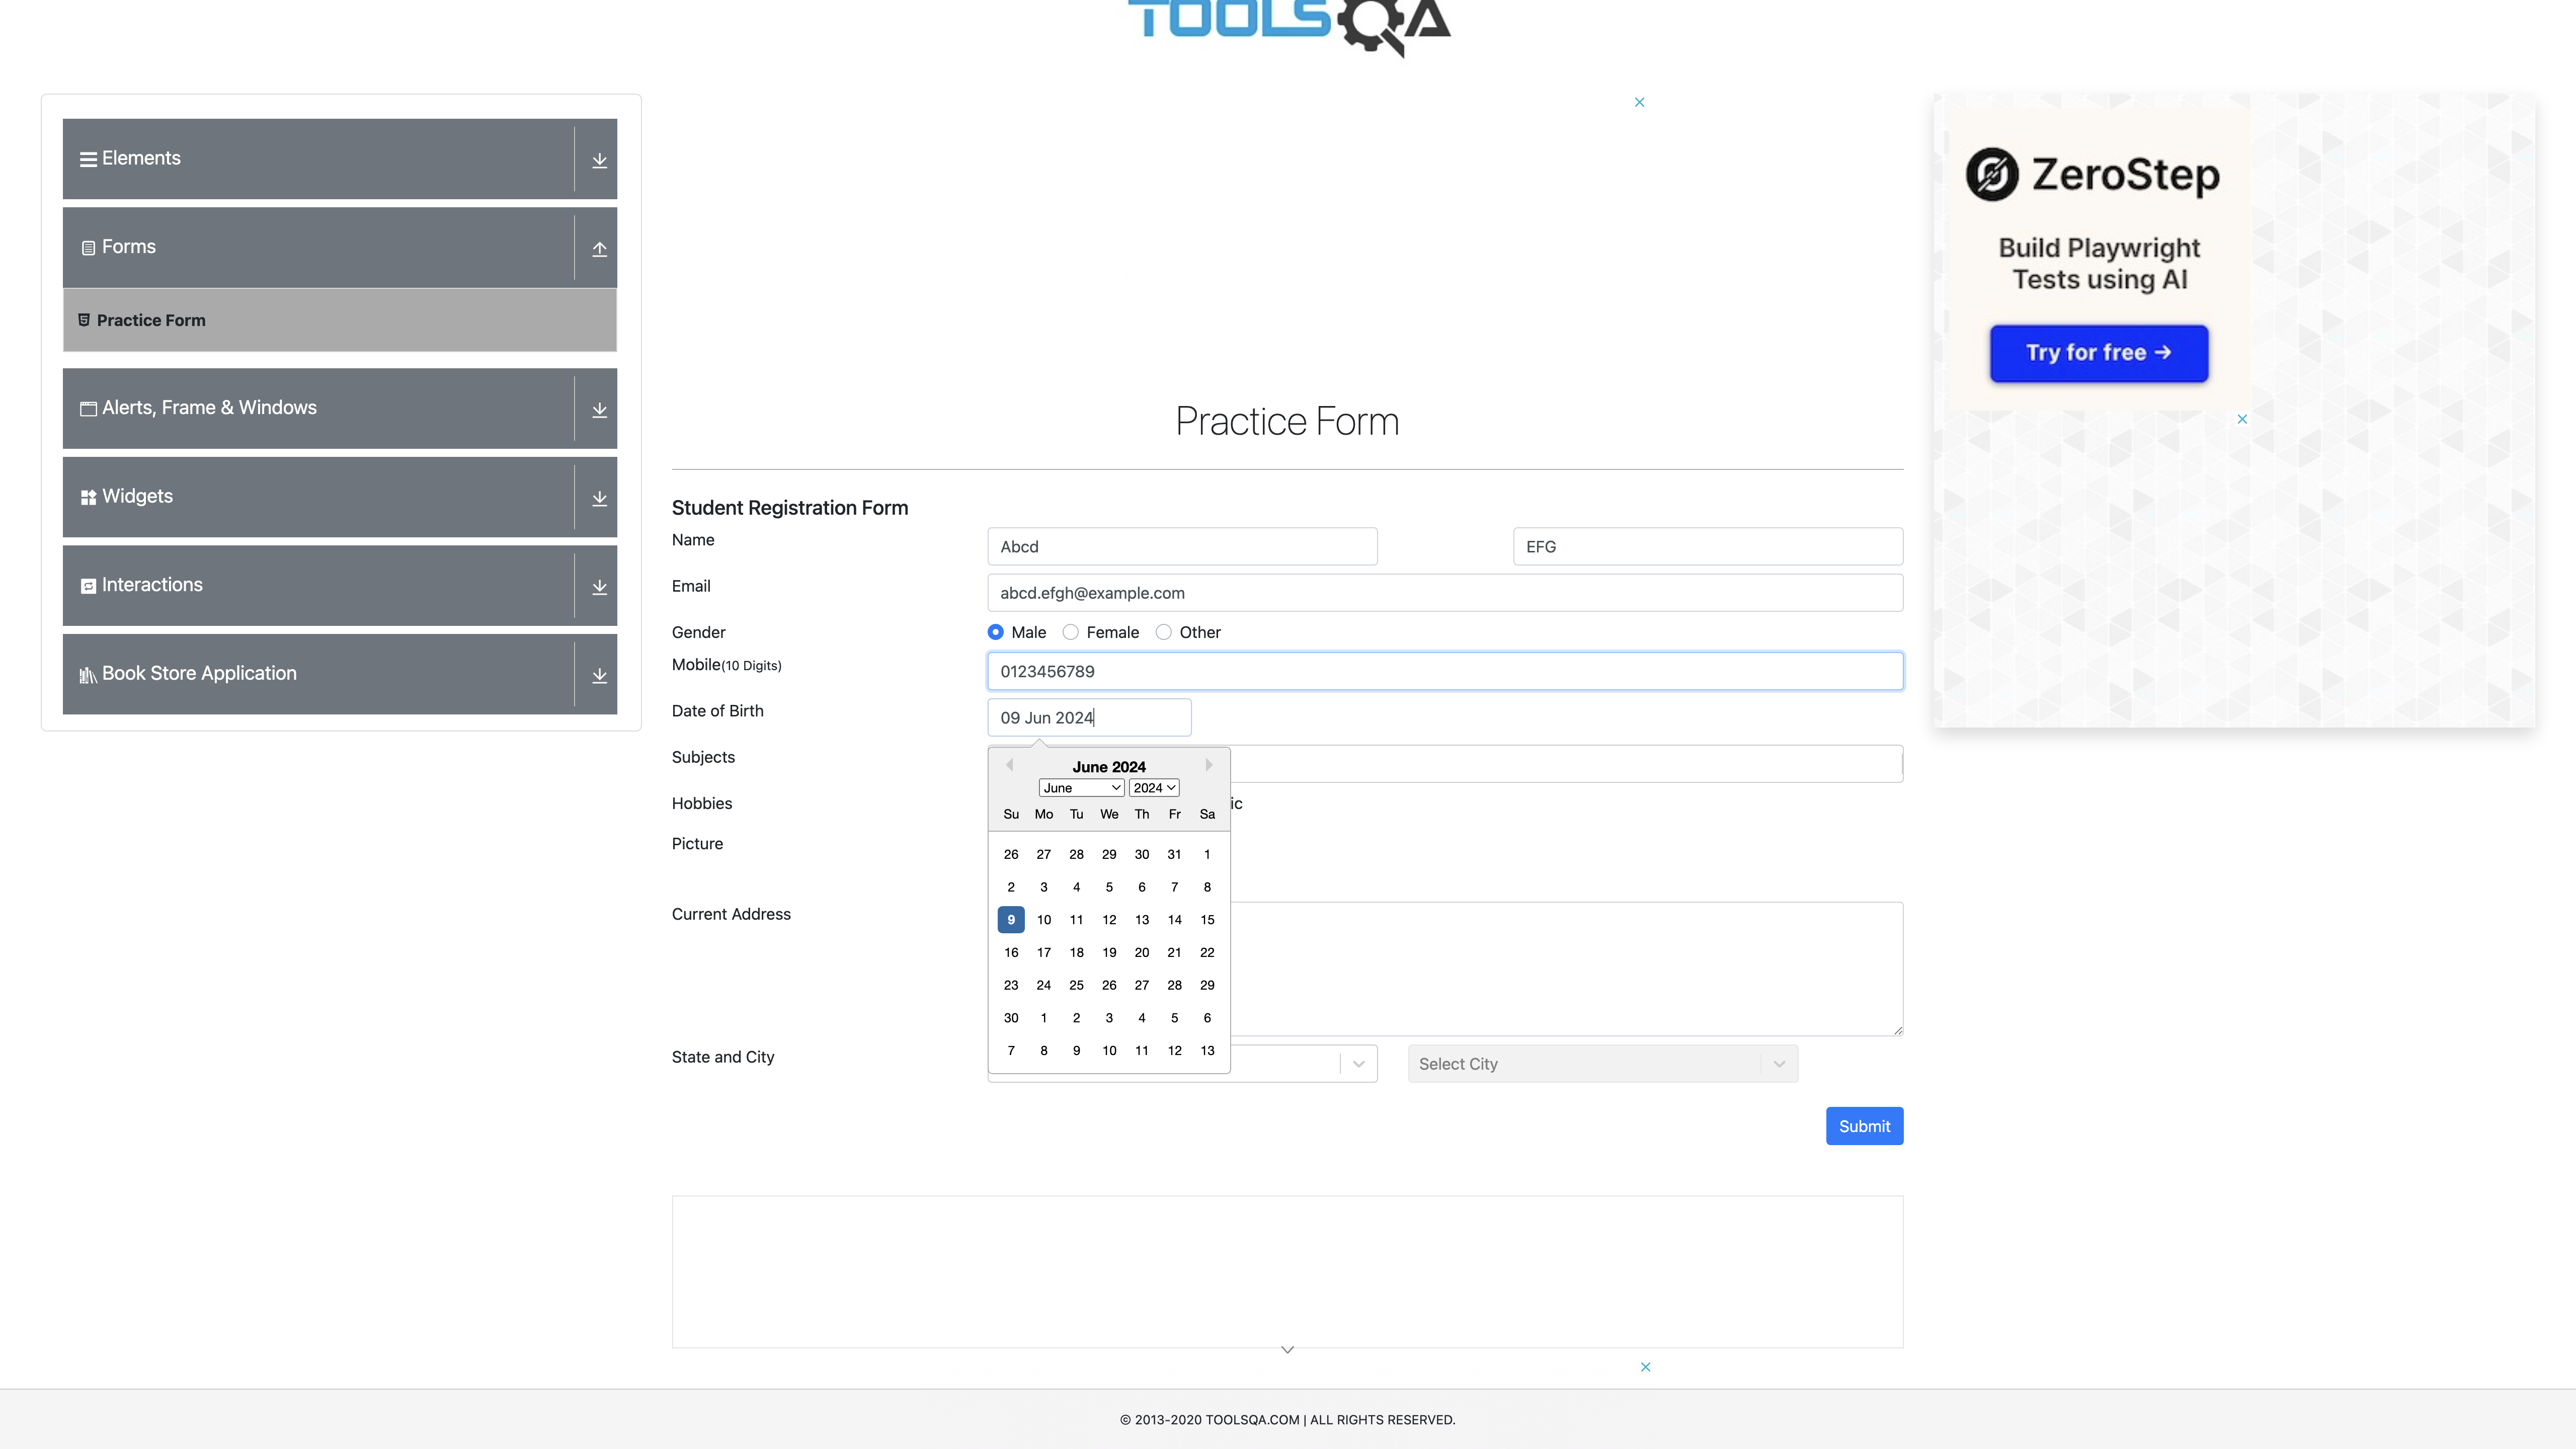 TOOLSQA
Elements
Forms
Practice Form
Alerts, Frame & Windows
Widgets
Interactions
Book Store Application
Practice Form
Student Registration Form
Name
Abcd
EFG
Email
abcd.efgh@example.com
Gender
Male
Female
Other
Mobile(10 Digits)
0123456789
Date of Birth
09 Jun 2024
Subjects
Hobbies
ic
Picture
Current Address
State and City
June 2024
June
2024
Su Mo Tu We Th Fr Sa
26 27 28 29 30 31 1
2 3 4 5 6 7 8
9 10 11 12 13 14 15
16 17 18 19 20 21 22
23 24 25 26 27 28 29
30 1 2 3 4 5 6
7 8 9 10 11 12 13
Select City
Submit
ZeroStep
Build Playwright
Tests using AI
Try for free →
© 2013-2020 TOOLSQA.COM | ALL RIGHTS RESERVED.